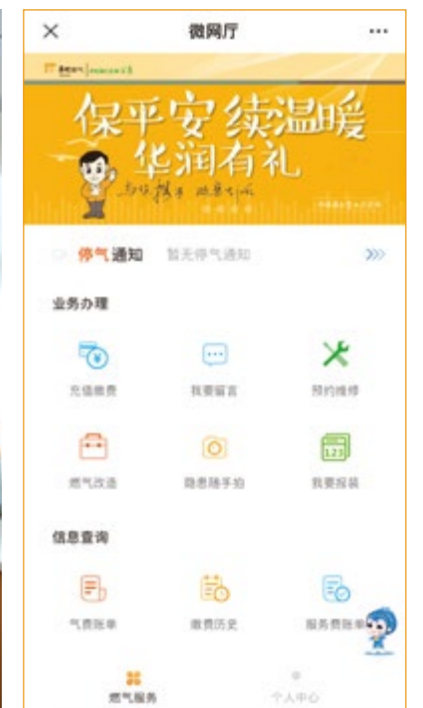 微网厅
保平安 续温暖
华润有礼
停气通知 暂无停气通知
业务办理
充值缴费 我要留言 预约维修
燃气改造 隐患随手拍 我要报装
信息查询
气费账单 缴费历史 服务费账单
燃气服务 个人中心